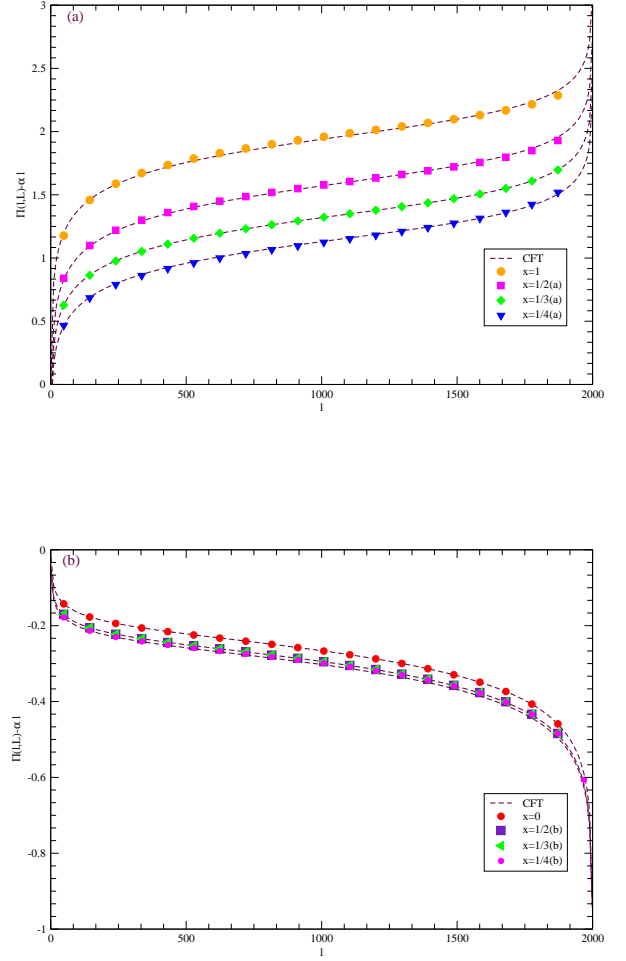 3
(a)
2.5
2
Π(l,L)-α l
1.5
1
0.5
0
CFT
x=1
x=1/2(a)
x=1/3(a)
x=1/4(a)
0 500 1000 1500 2000
l
0
(b)
-0.2
-0.4
Π(l,L)-α l
-0.6
-0.8
-1
CFT
x=0
x=1/2(b)
x=1/3(b)
x=1/4(b)
0 500 1000 1500 2000
l